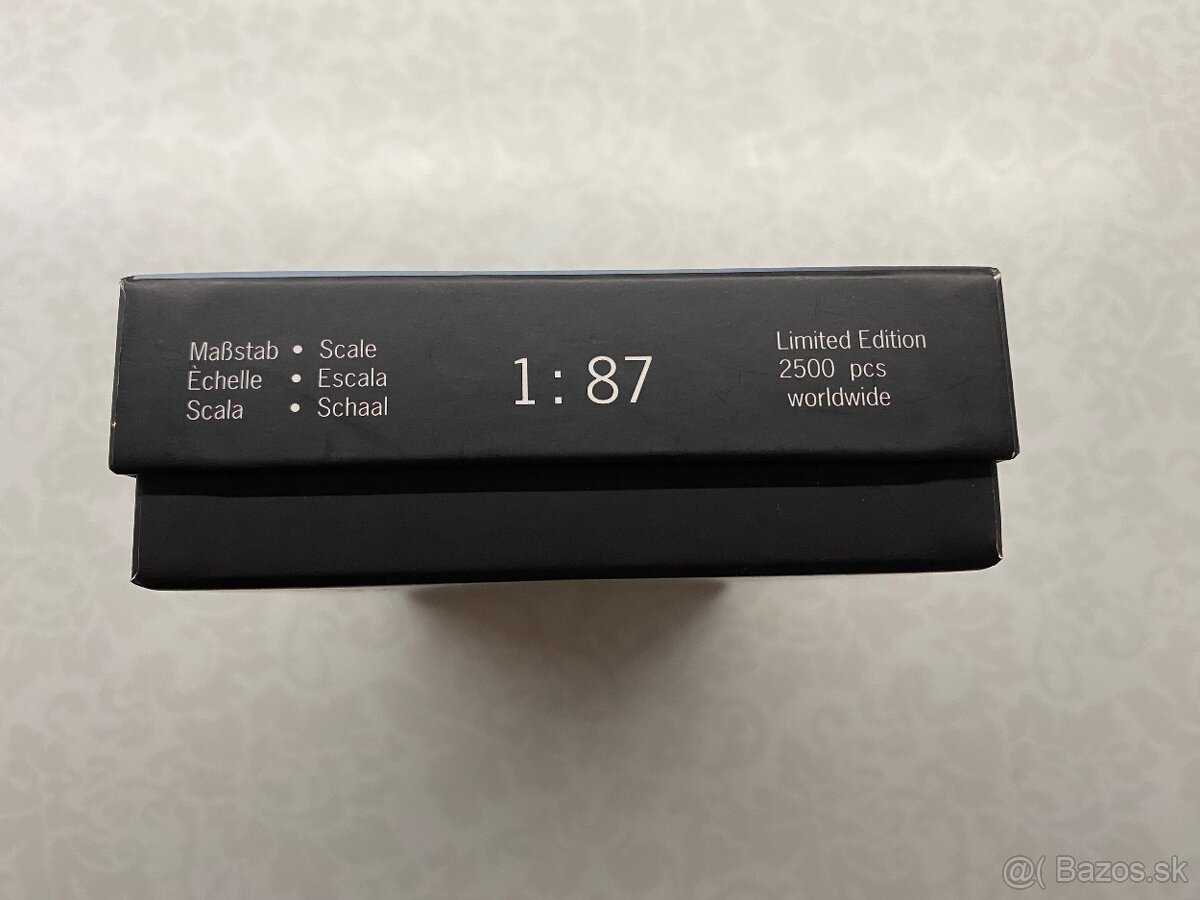 Maßstab • Scale
Èchelle • Escala
Scala • Schaal
1: 87
Limited Edition
2500 pcs
worldwide
@( Bazos.sk